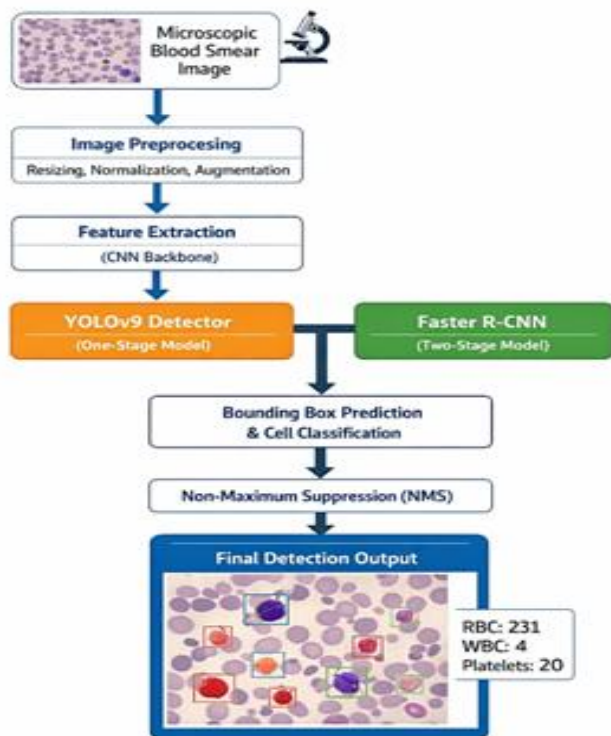 Microscopic
Blood Smear
Image
Image Preprocesing
Resizing, Normalization, Augmentation
Feature Extraction
(CNN Backbone)
YOLOv9 Detector
(One-Stage Model)
Faster R-CNN
(Two-Stage Model)
Bounding Box Prediction
& Cell Classification
Non-Maximum Suppression (NMS)
Final Detection Output
RBC: 231
WBC: 4
Platelets: 20